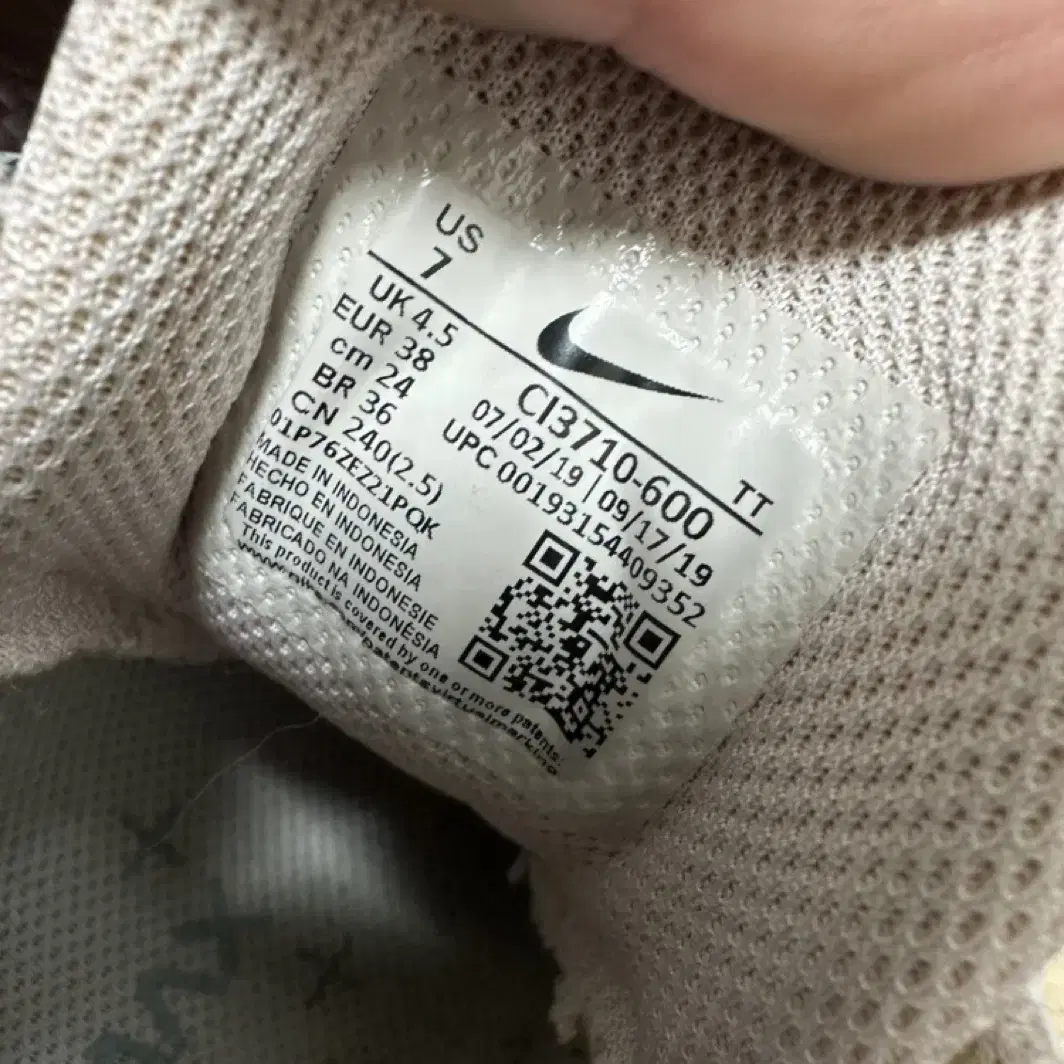 US
7
UK 4.5
EUR 38
cm 24
BR 36
CN 240(2.5)
01P76ZEZ21PQK
MADE IN INDONESIA
HECHO EN INDONESIA
FABRIQUE EN INDONESIE
FABRICADO NA INDONÉSIA
This product is covered by one or more patents:
CI3710-600 TT
07/02/19 | 09/17/19
UPC 00193154409352